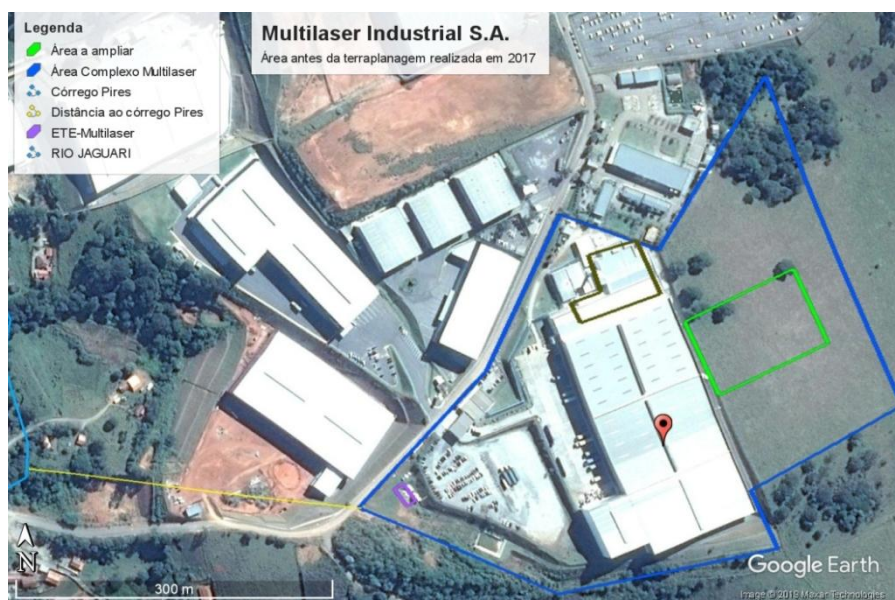 Legenda
Área a ampliar
Área Complexo Multilaser
Córrego Pires
Distância ao córrego Pires
ETE-Multilaser
RIO JAGUARI
Multilaser Industrial S.A.
Área antes da terraplanagem realizada em 2017
N
300 m
Google Earth
Image © 2019 Maxar Technologies